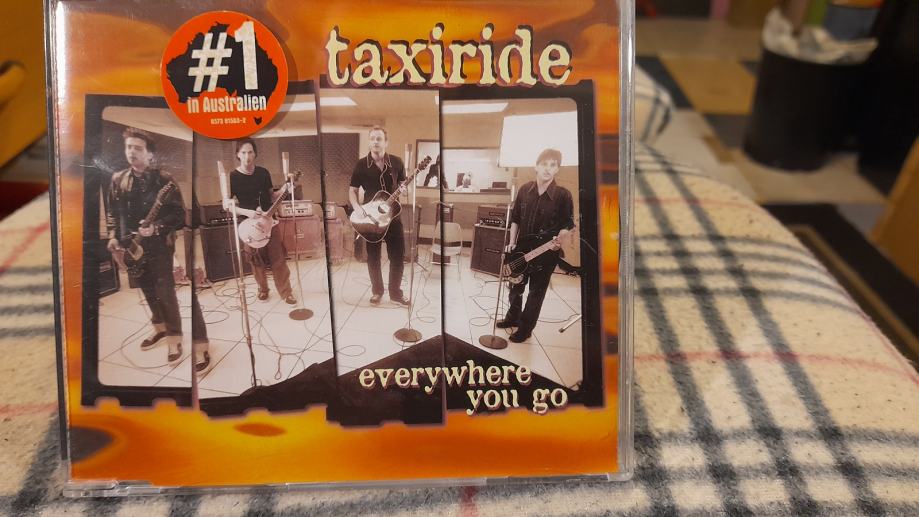 #1
in Australien
taxiride
everywhere
you go